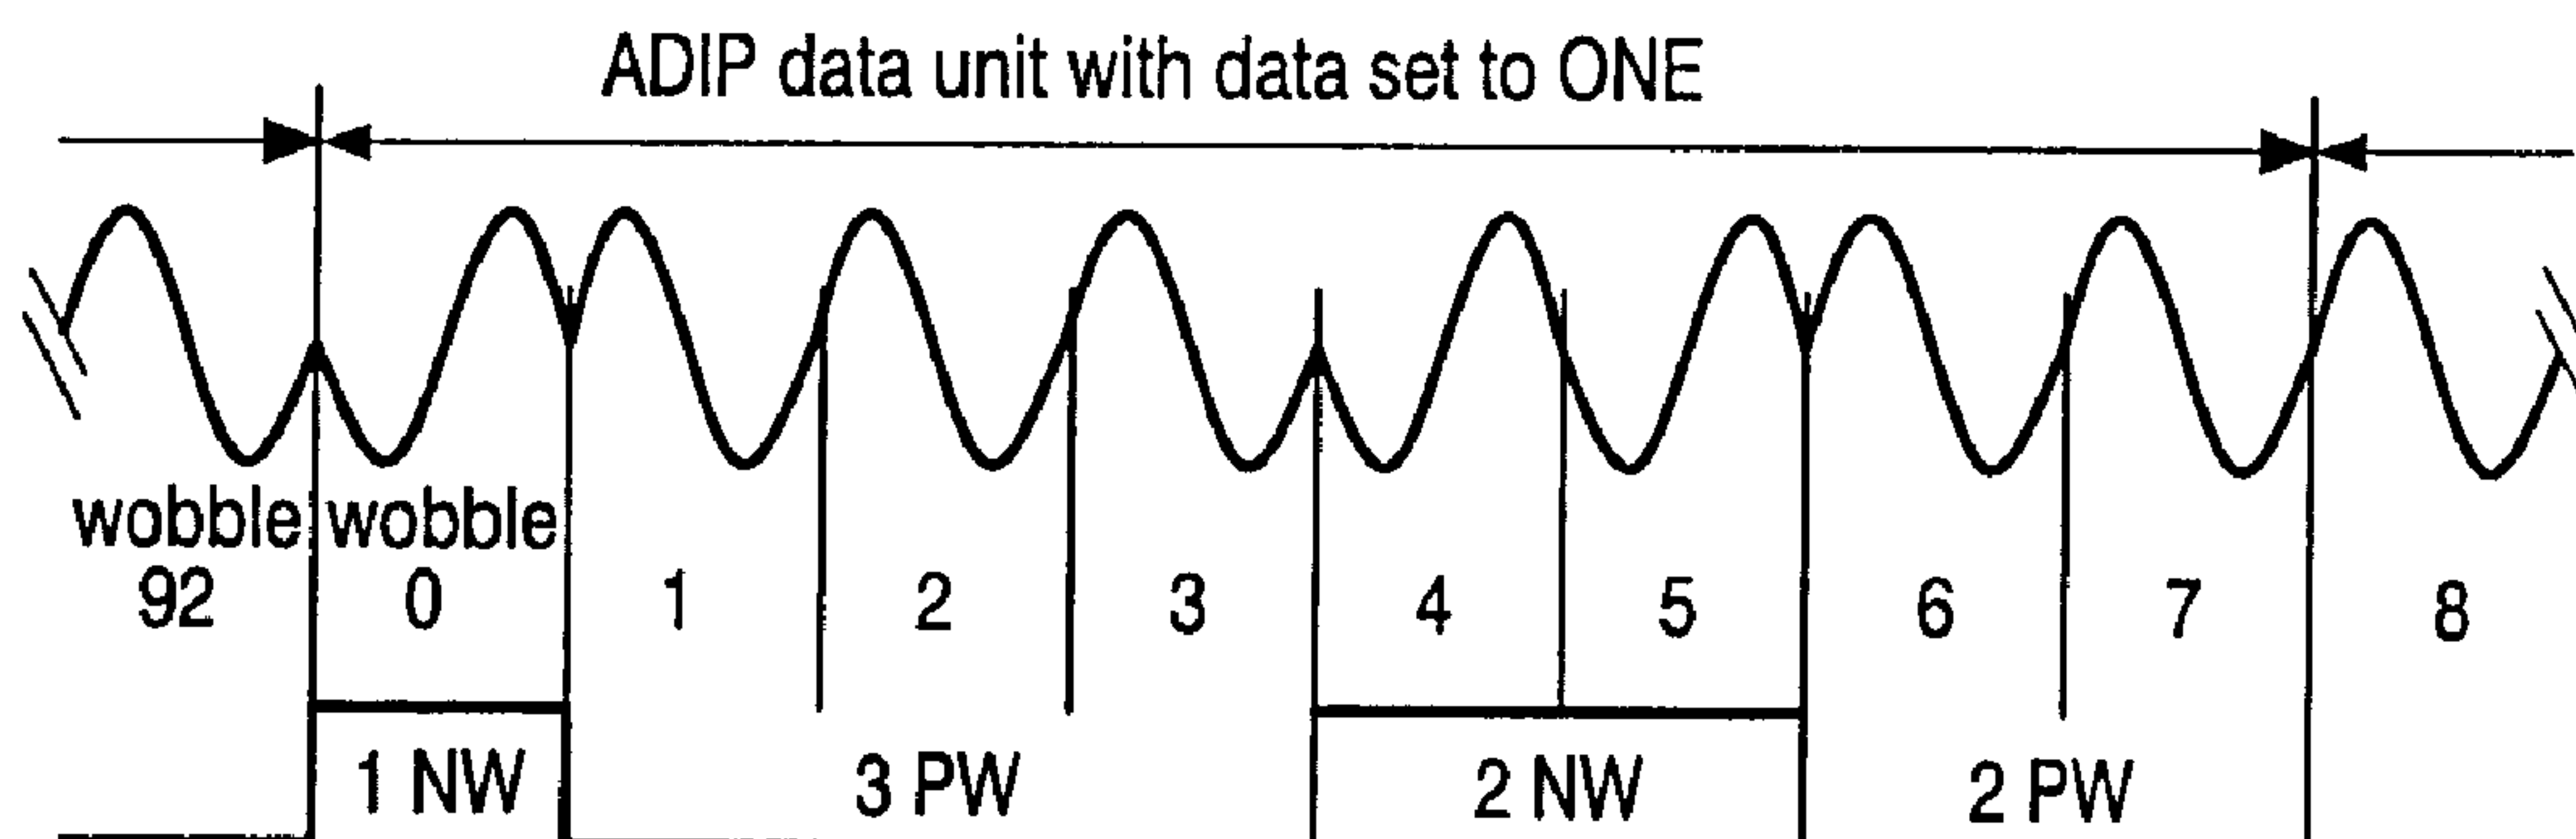 ADIP data unit with data set to ONE
wobble wobble
92 0 1 2 3 4 5 6 7 8
1 NW 3 PW 2 NW 2 PW